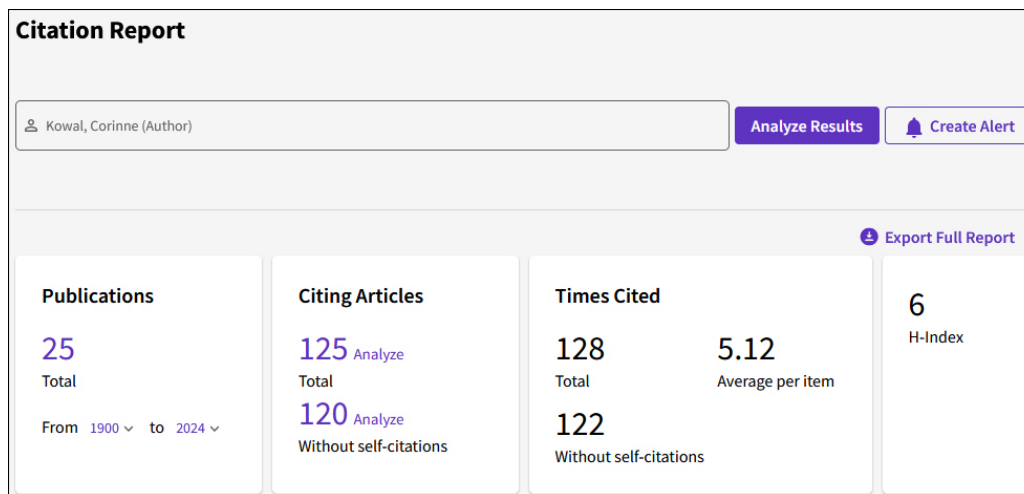 Citation Report
Kowal, Corinne (Author)
Analyze Results
Create Alert
Export Full Report
Publications
25
Total
From 1900 to 2024
Citing Articles
125 Analyze
Total
120 Analyze
Without self-citations
Times Cited
128
Total
5.12
Average per item
122
Without self-citations
6
H-Index